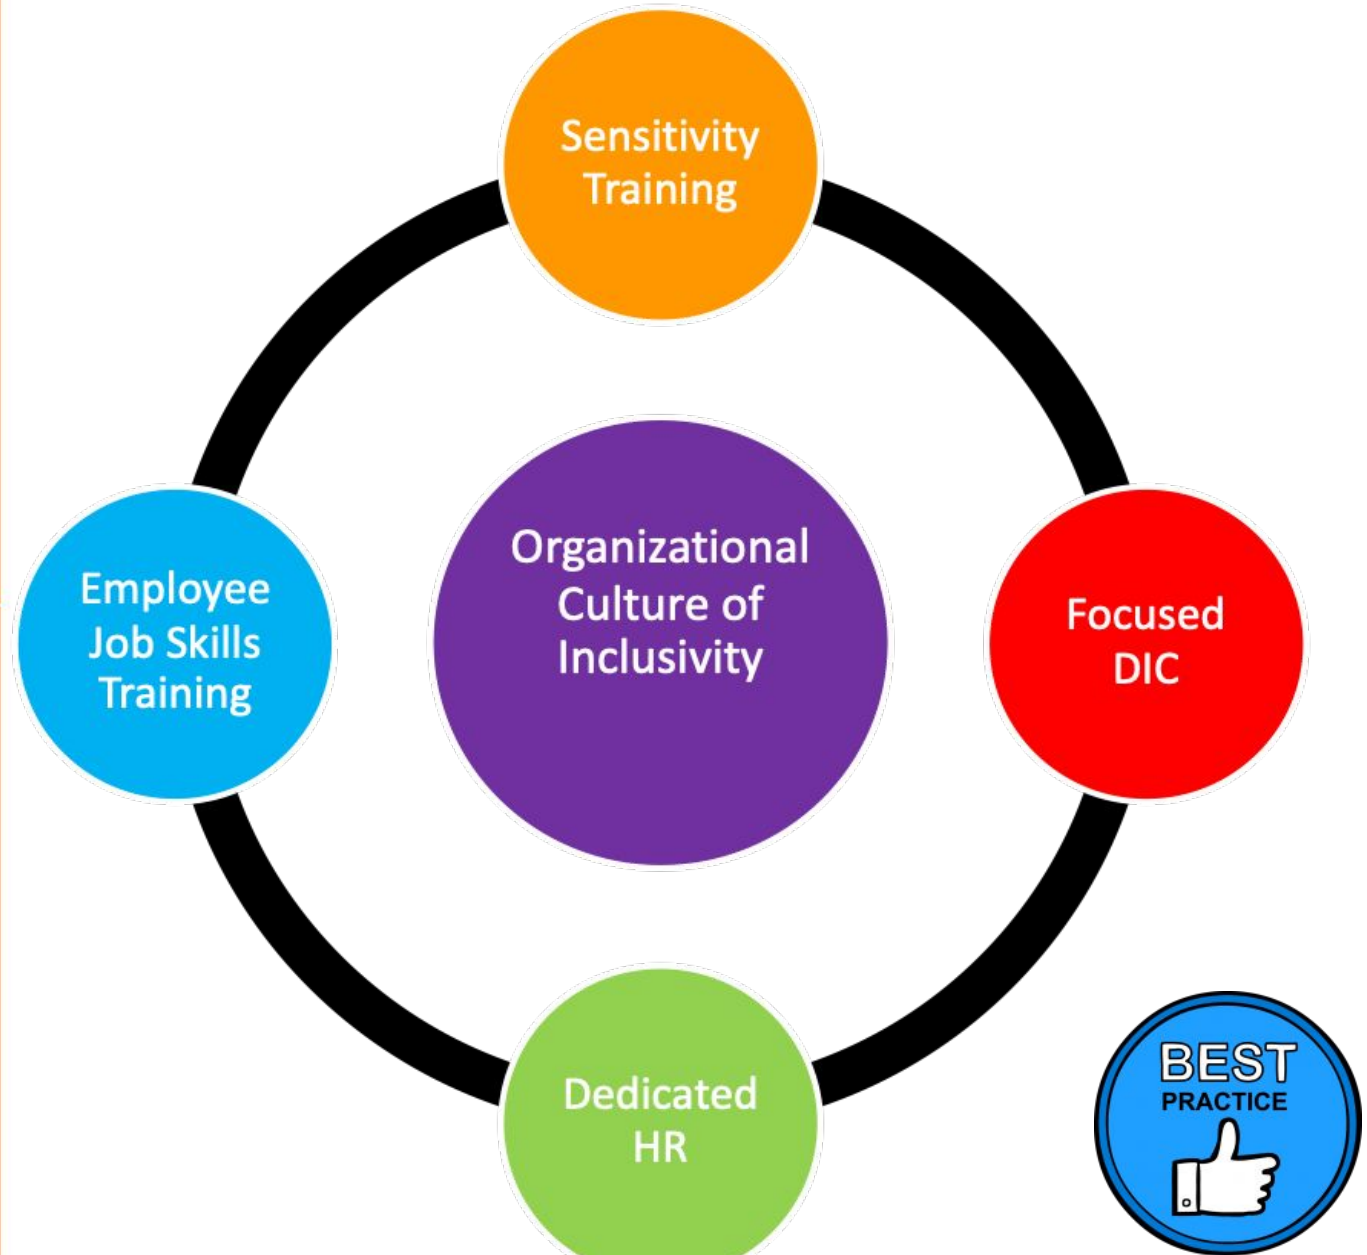 Sensitivity
Training
Organizational
Culture of
Inclusivity
Employee
Job Skills
Training
Focused
DIC
Dedicated
HR
BEST
PRACTICE